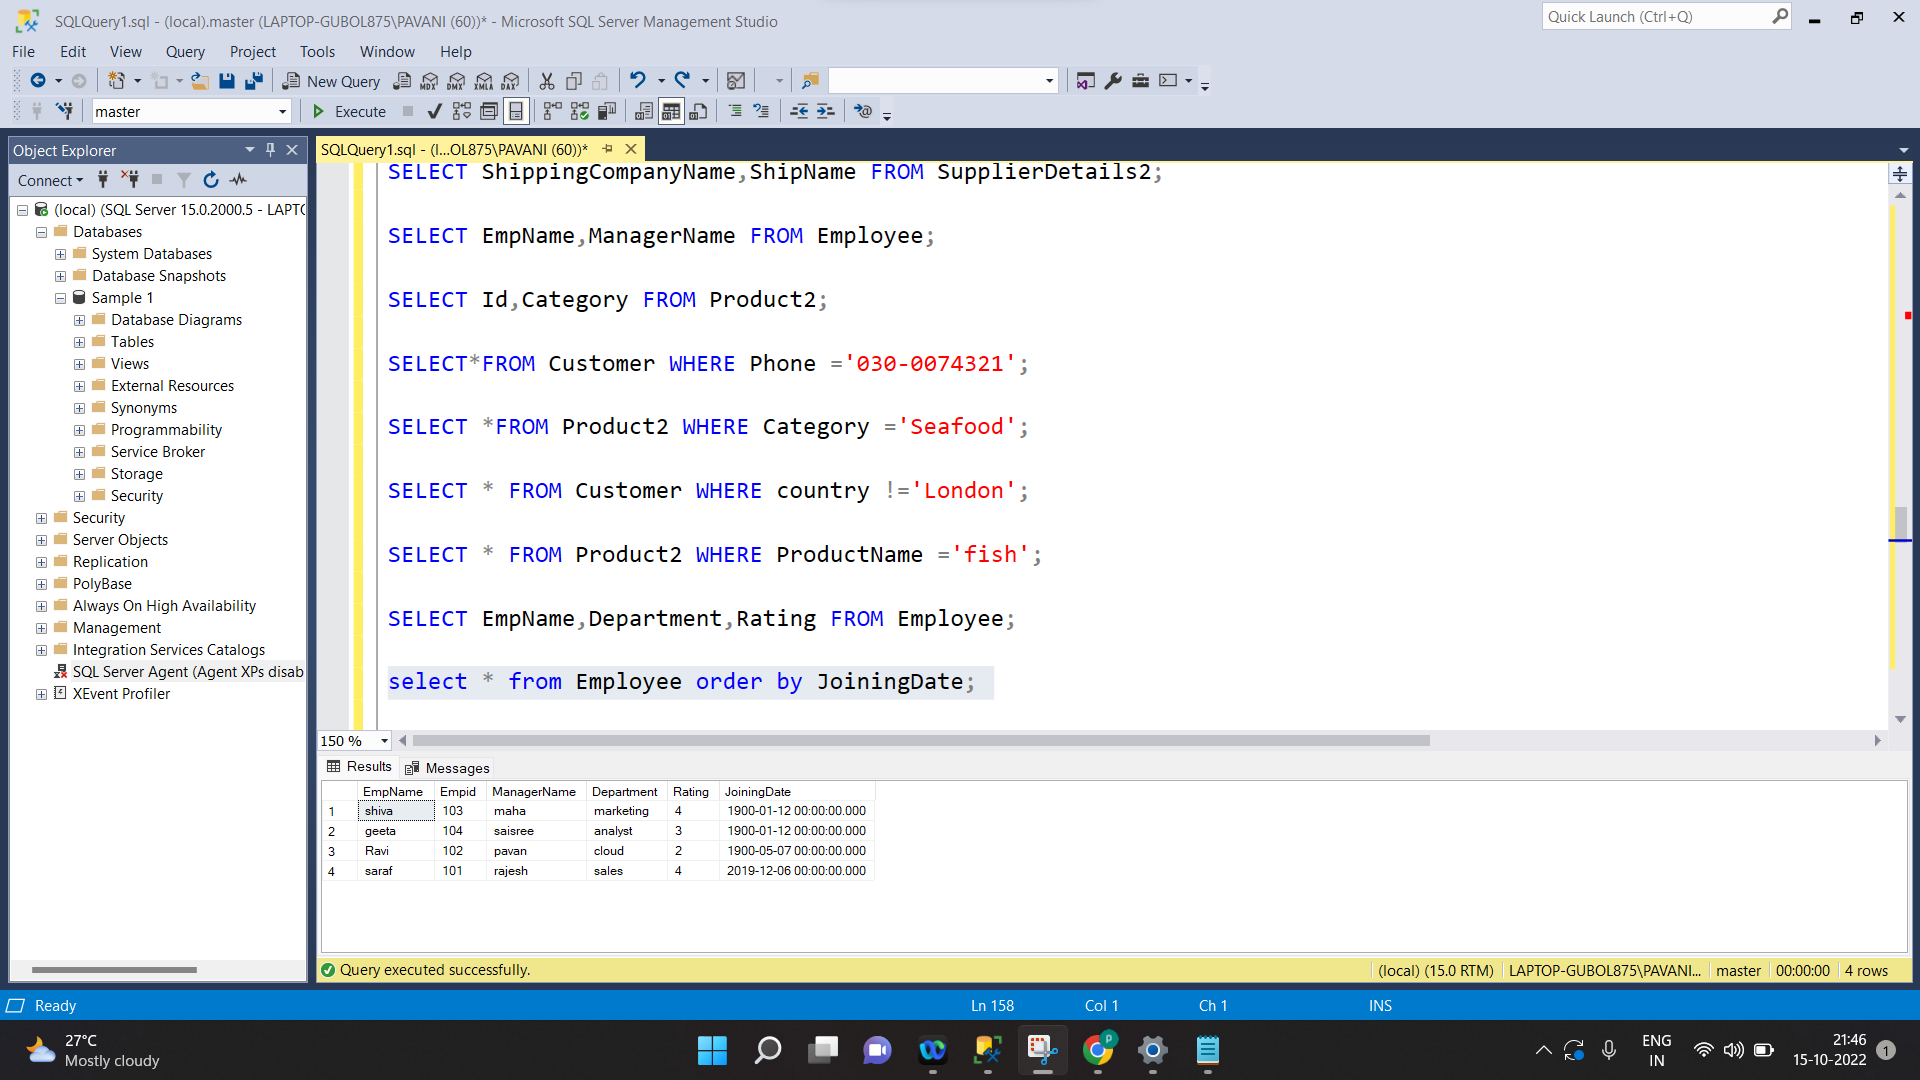 SQLQuery1.sql - (local).master (LAPTOP-GUBOL875\PAVANI (60))* - Microsoft SQL Server Management Studio
Quick Launch (Ctrl+Q)
File Edit View Query Project Tools Window Help
New Query
MDX DMX XMLA DAX
master
Execute
Object Explorer
Connect
(local) (SQL Server 15.0.2000.5 - LAPTO
Databases
System Databases
Database Snapshots
Sample 1
Database Diagrams
Tables
Views
External Resources
Synonyms
Programmability
Service Broker
Storage
Security
Security
Server Objects
Replication
PolyBase
Always On High Availability
Management
Integration Services Catalogs
SQL Server Agent (Agent XPs disab
XEvent Profiler
SQLQuery1.sql - (l...OL875\PAVANI (60))*
SELECT ShippingCompanyName,ShipName FROM SupplierDetails2;
SELECT EmpName,ManagerName FROM Employee;
SELECT Id,Category FROM Product2;
SELECT*FROM Customer WHERE Phone ='030-0074321';
SELECT *FROM Product2 WHERE Category ='Seafood';
SELECT * FROM Customer WHERE country !='London';
SELECT * FROM Product2 WHERE ProductName ='fish';
SELECT EmpName,Department,Rating FROM Employee;
select * from Employee order by JoiningDate;
150 %
Results Messages
EmpName Empid ManagerName Department Rating JoiningDate
1 shiva 103 maha marketing 4 1900-01-12 00:00:00.000
2 geeta 104 saisree analyst 3 1900-01-12 00:00:00.000
3 Ravi 102 pavan cloud 2 1900-05-07 00:00:00.000
4 saraf 101 rajesh sales 4 2019-12-06 00:00:00.000
Query executed successfully.
(local) (15.0 RTM) LAPTOP-GUBOL875\PAVANI... master 00:00:00 4 rows
Ready Ln 158 Col 1 Ch 1 INS
27°C
Mostly cloudy
P
ENG
IN
21:46
15-10-2022
1